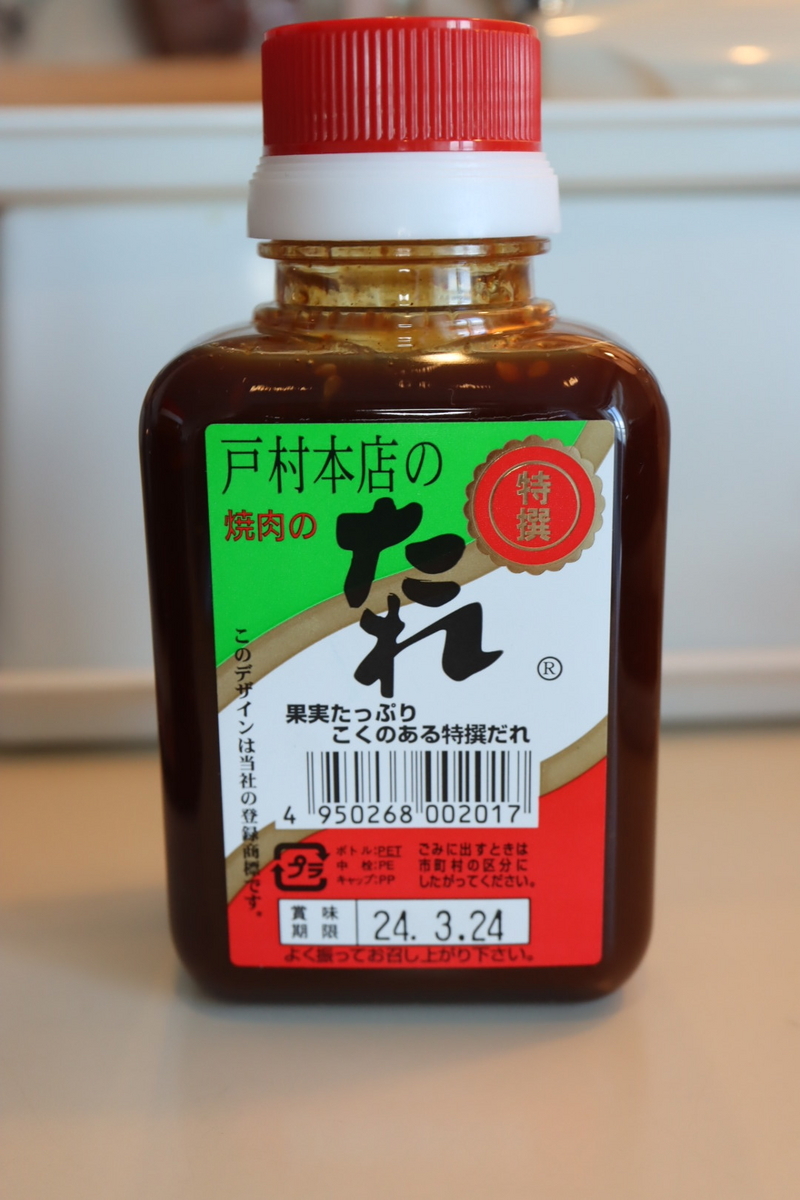 戸村本店の
特撰
焼肉の
たれ
®
このデザインは当社の登録商標です。
果実たっぷり
こくのある特撰だれ
4 950268 002017
プラ
ボトル:PET
中 栓:PE
キャップ:PP
ごみに出すときは
市町村の区分に
したがってください。
賞味
期限
24. 3.24
よく振ってお召し上がり下さい。